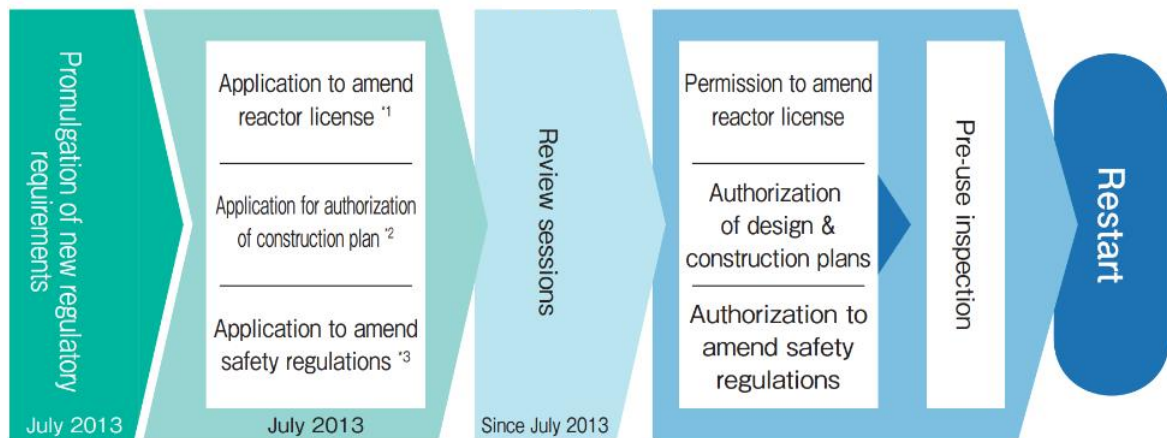 Promulgation of new regulatory
requirements
July 2013
Application to amend
reactor license *1
Application for authorization
of construction plan *2
Application to amend
safety regulations *3
July 2013
Review sessions
Since July 2013
Permission to amend
reactor license
Authorization
of design &
construction plans
Authorization to
amend safety
regulations
Pre-use inspection
Restart